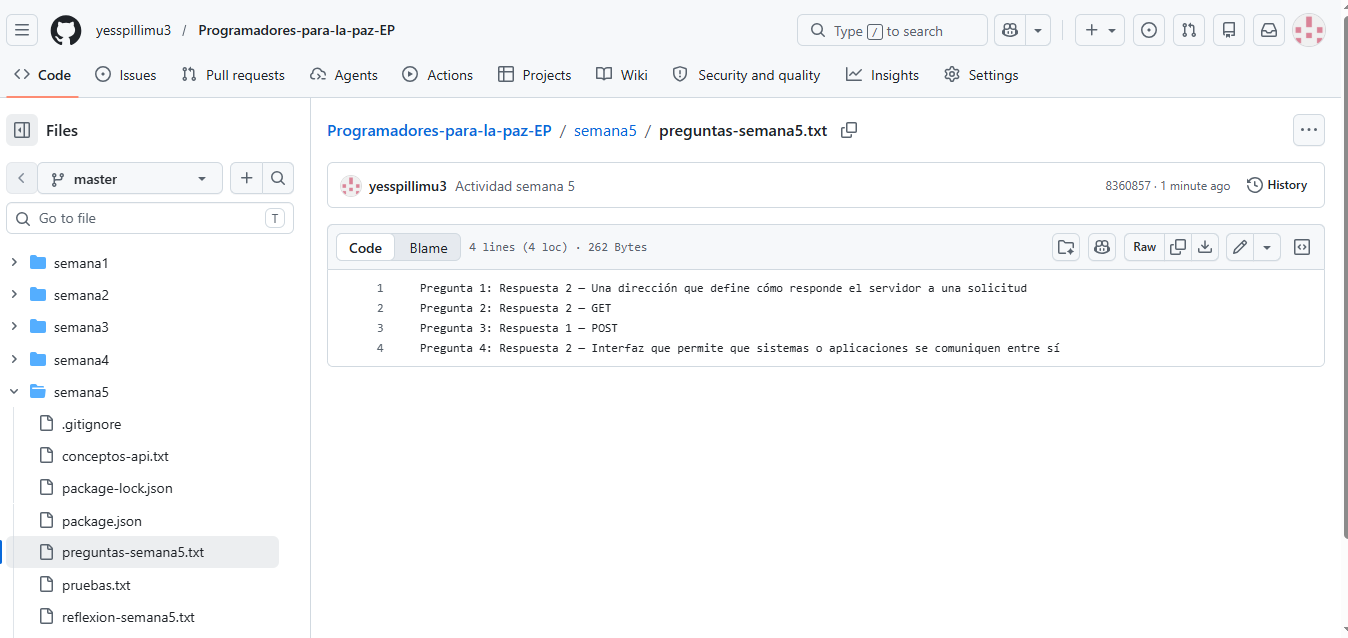 yesspillimu3 / Programadores-para-la-paz-EP
Type / to search
Code
Issues
Pull requests
Agents
Actions
Projects
Wiki
Security and quality
Insights
Settings
Files
master
Go to file
T
semana1
semana2
semana3
semana4
semana5
.gitignore
conceptos-api.txt
package-lock.json
package.json
preguntas-semana5.txt
pruebas.txt
reflexion-semana5.txt
Programadores-para-la-paz-EP / semana5 / preguntas-semana5.txt
yesspillimu3 Actividad semana 5
8360857 · 1 minute ago
History
Code
Blame
4 lines (4 loc) · 262 Bytes
Raw
1 Pregunta 1: Respuesta 2 – Una dirección que define cómo responde el servidor a una solicitud
2 Pregunta 2: Respuesta 2 – GET
3 Pregunta 3: Respuesta 1 – POST
4 Pregunta 4: Respuesta 2 – Interfaz que permite que sistemas o aplicaciones se comuniquen entre sí